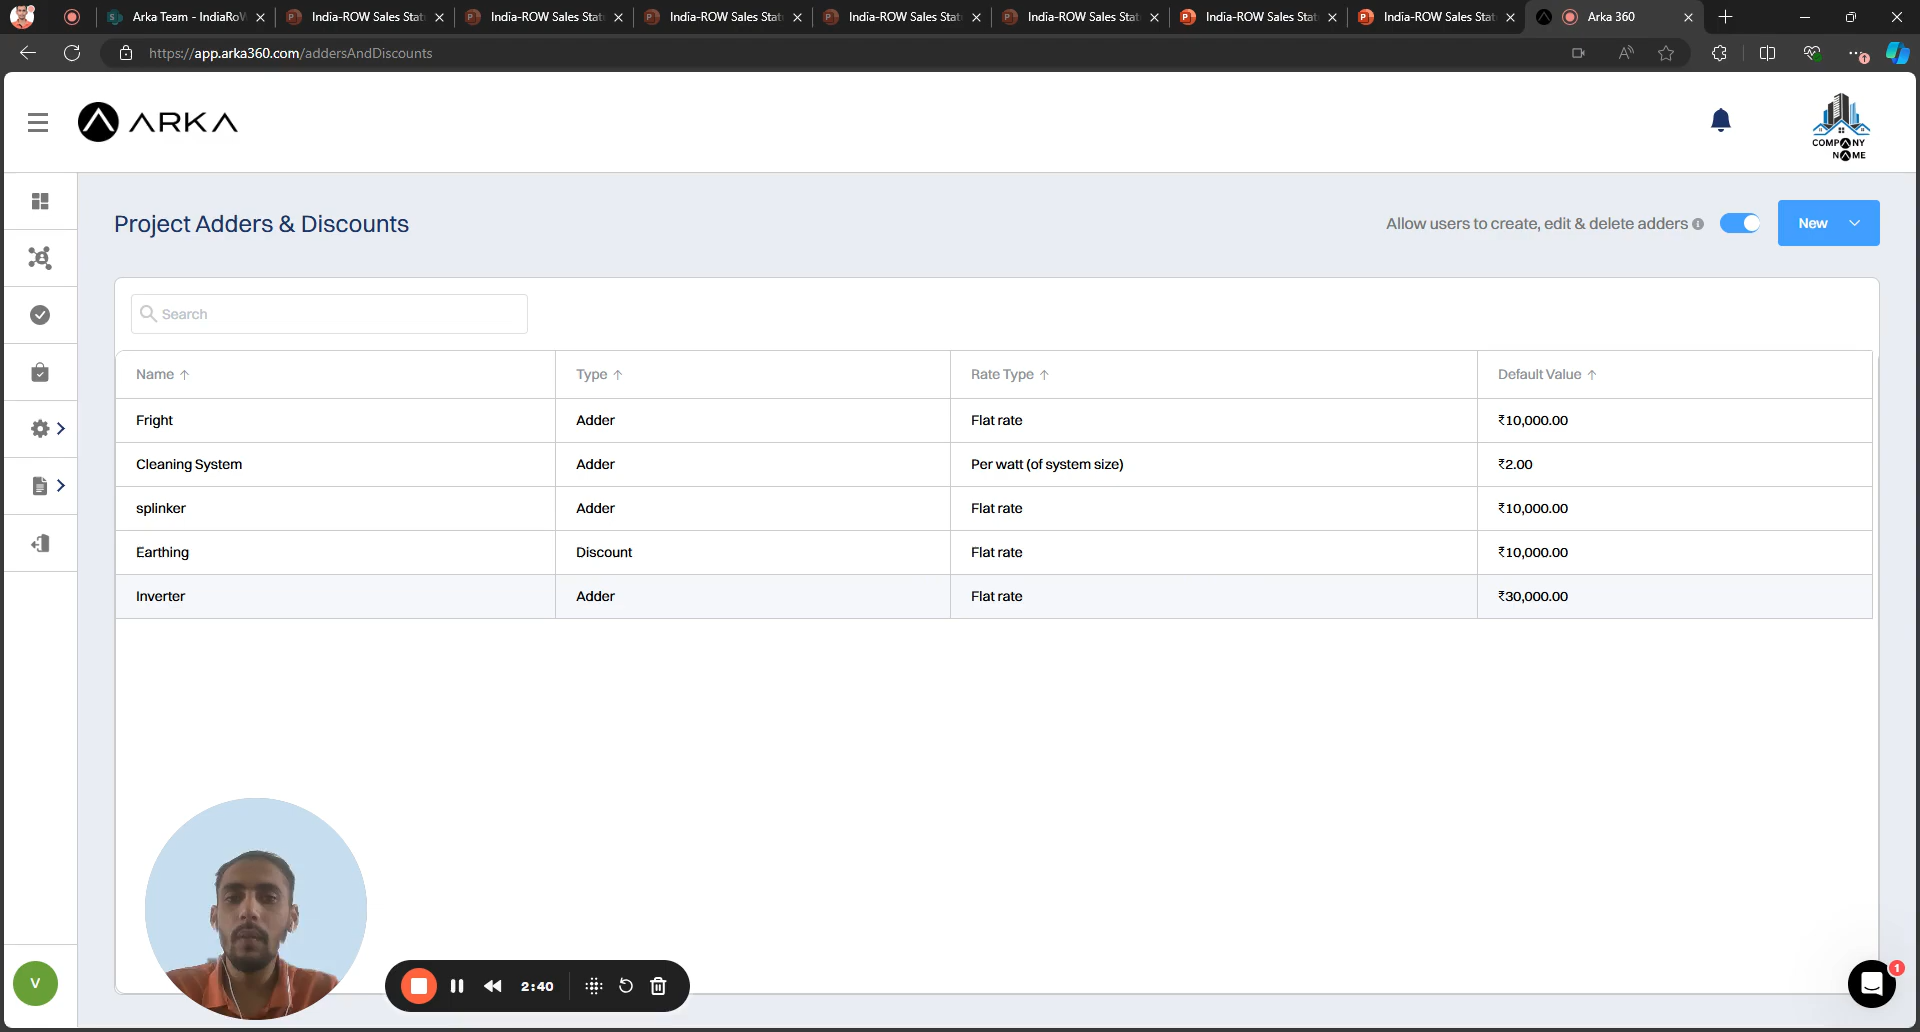 Arka Team - IndiaRoW
India-ROW Sales Stat
India-ROW Sales Stat
India-ROW Sales Stat
India-ROW Sales Stat
India-ROW Sales Stat
India-ROW Sales Stat
India-ROW Sales Stat
Arka 360
https://app.arka360.com/addersAndDiscounts
ARKA
COMPANY
NAME
Project Adders & Discounts
Allow users to create, edit & delete adders
New
Search
Name ↑ Type ↑ Rate Type ↑ Default Value ↑
Fright Adder Flat rate ₹10,000.00
Cleaning System Adder Per watt (of system size) ₹2.00
splinker Adder Flat rate ₹10,000.00
Earthing Discount Flat rate ₹10,000.00
Inverter Adder Flat rate ₹30,000.00
V
2:40
1